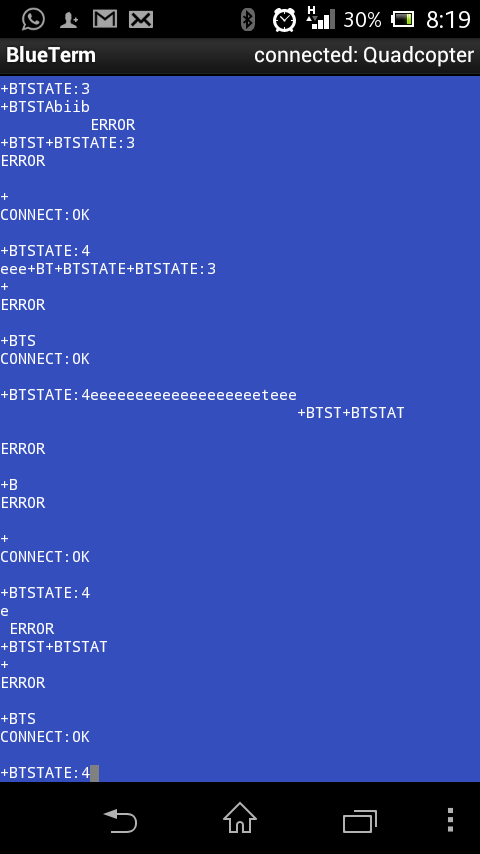 H 30% 8:19
BlueTerm connected: Quadcopter
+BTSTATE:3
+BTSTAbiib
ERROR
+BTST+BTSTATE:3
ERROR
+
CONNECT:OK
+BTSTATE:4
eee+BT+BTSTATE+BTSTATE:3
+
ERROR
+BTS
CONNECT:OK
+BTSTATE:4eeeeeeeeeeeeeeeeeeeteee
+BTST+BTSTAT
ERROR
+B
ERROR
+
CONNECT:OK
+BTSTATE:4
e
ERROR
+BTST+BTSTAT
+
ERROR
+BTS
CONNECT:OK
+BTSTATE:4